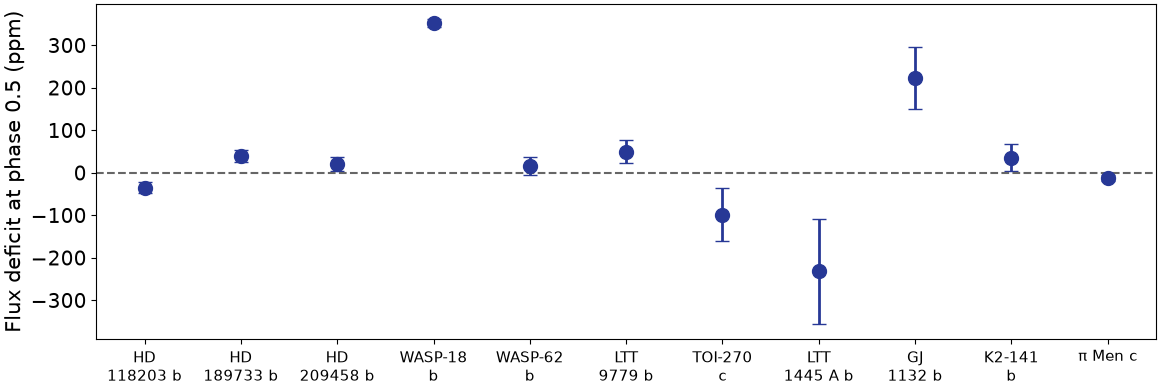 Flux deficit at phase 0.5 (ppm)
300
200
100
0
−100
−200
−300
HD
118203 b
HD
189733 b
HD
209458 b
WASP-18
b
WASP-62
b
LTT
9779 b
TOI-270
c
LTT
1445 A b
GJ
1132 b
K2-141
b
π Men c